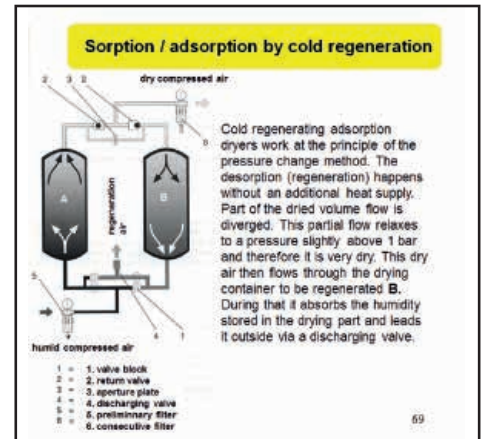 Sorption / adsorption by cold regeneration
2 3 2 dry compressed air
6
A
regeneration
air
B
Cold regenerating adsorption
dryers work at the principle of the
pressure change method. The
desorption (regeneration) happens
without an additional heat supply.
Part of the dried volume flow is
diverged. This partial flow relaxes
to a pressure slightly above 1 bar
and therefore it is very dry. This dry
air then flows through the drying
container to be regenerated B.
During that it absorbs the humidity
stored in the drying part and leads
it outside via a discharging valve.
5
4 1
humid compressed air
1 = 1. valve block
2 = 2. return valve
3 = 3. aperture plate
4 = 4. discharging valve
5 = 5. preliminnary filter
6 = 6. consecutive filter
69